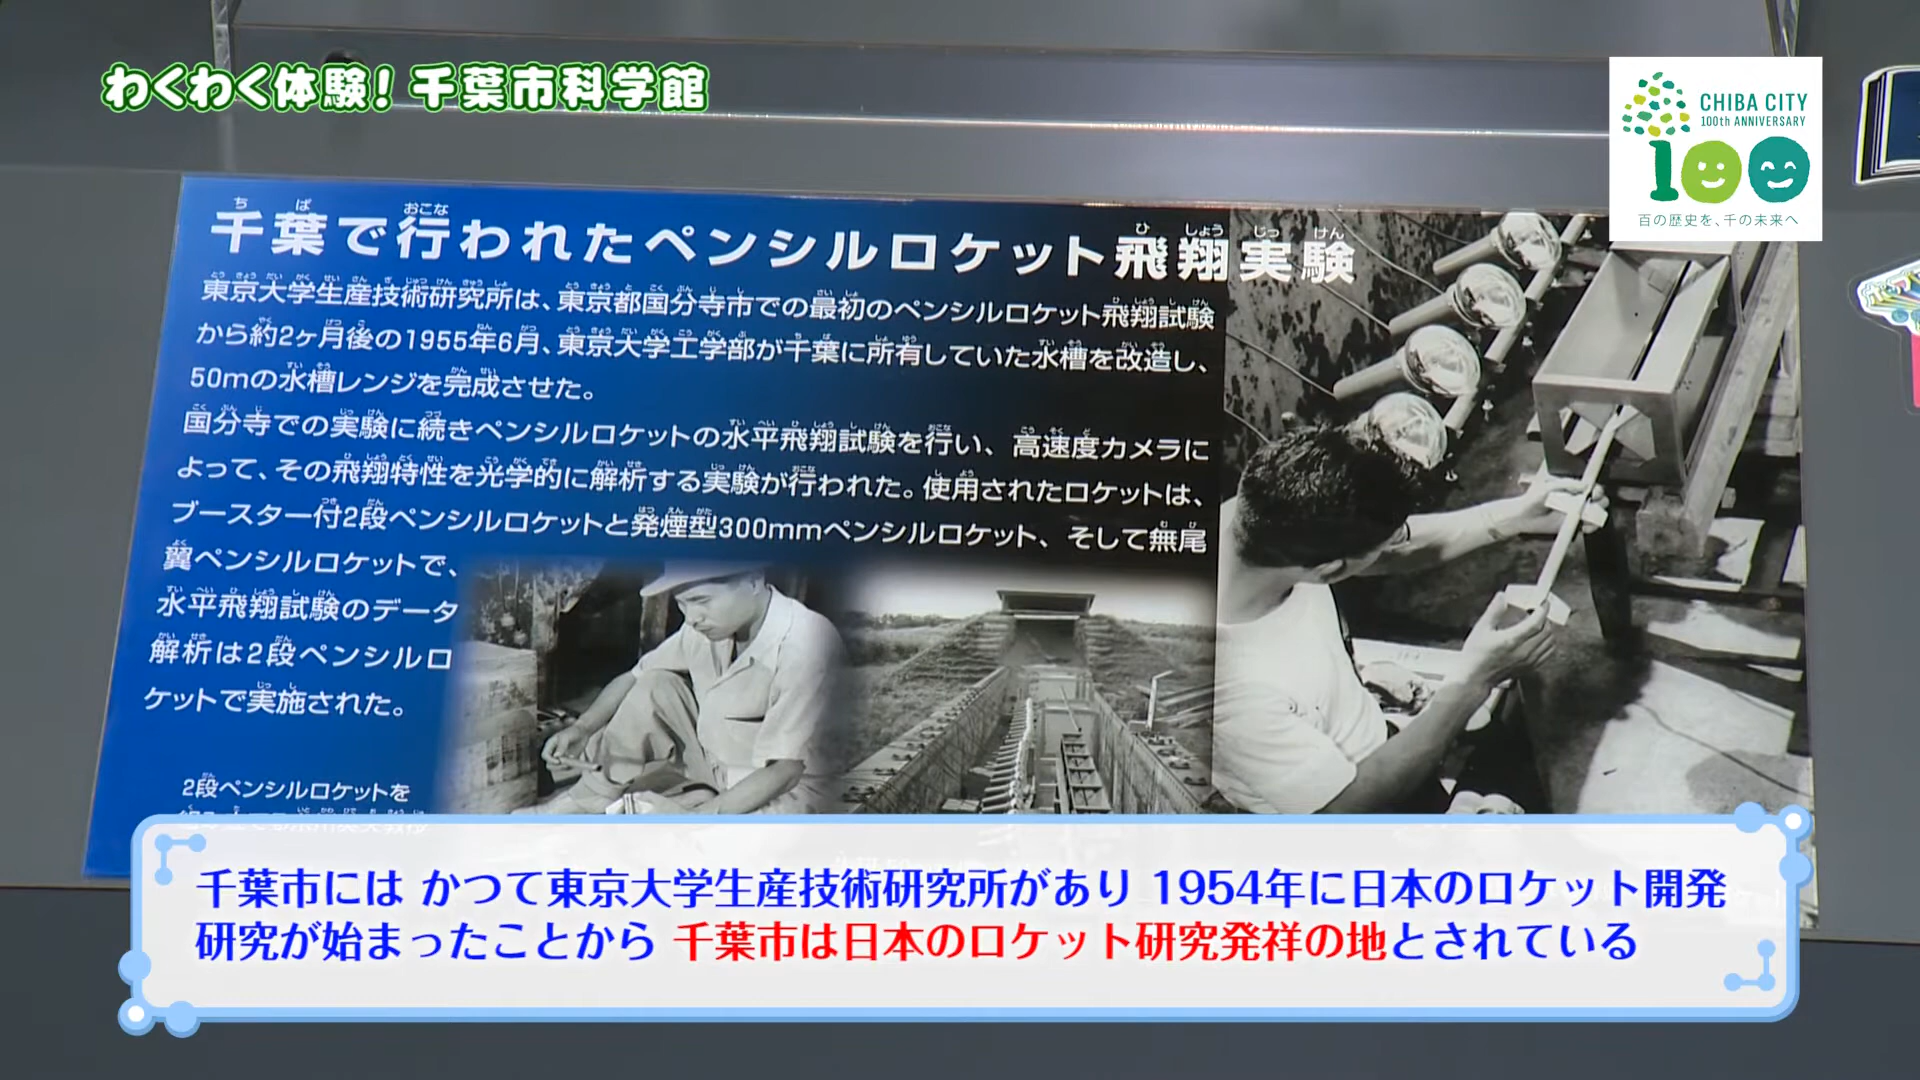 わくわく体験!千葉市科学館
CHIBA CITY
100th ANNIVERSARY
100
百の歴史を、千の未来へ
千葉で行われたペンシルロケット飛翔実験
東京大学生産技術研究所は、東京都国分寺市での最初のペンシルロケット飛翔試験
から約2ヶ月後の1955年6月、東京大学工学部が千葉に所有していた水槽を改造し、
50mの水槽レンジを完成させた。
国分寺での実験に続きペンシルロケットの水平飛翔試験を行い、高速度カメラに
よって、その飛翔特性を光学的に解析する実験が行われた。使用されたロケットは、
ブースター付2段ペンシルロケットと発煙型300mmペンシルロケット、そして無尾
翼ペンシルロケットで、
水平飛翔試験のデータ
解析は2段ペンシルロ
ケットで実施された。
2段ペンシルロケットを
千葉市には かつて東京大学生産技術研究所があり 1954年に日本のロケット開発
研究が始まったことから 千葉市は日本のロケット研究発祥の地とされている